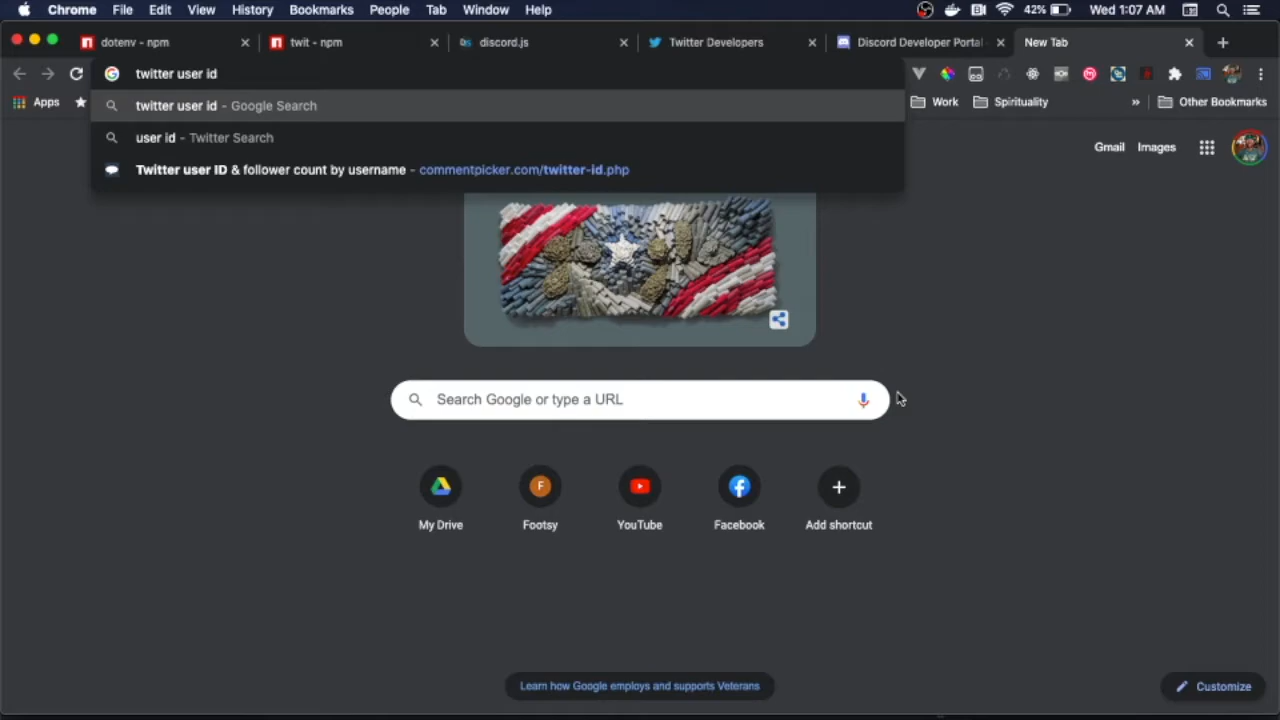 Chrome File Edit View History Bookmarks People Tab Window Help 42% Wed 1:07 AM
dotenv - npm twit - npm discord.js Twitter Developers Discord Developer Portal New Tab
twitter user id
Apps Work Spirituality » Other Bookmarks
twitter user id - Google Search
user id - Twitter Search
Twitter user ID & follower count by username - commentpicker.com/twitter-id.php
Gmail Images
Search Google or type a URL
F
My Drive Footsy YouTube Facebook Add shortcut
Learn how Google employs and supports Veterans
Customize